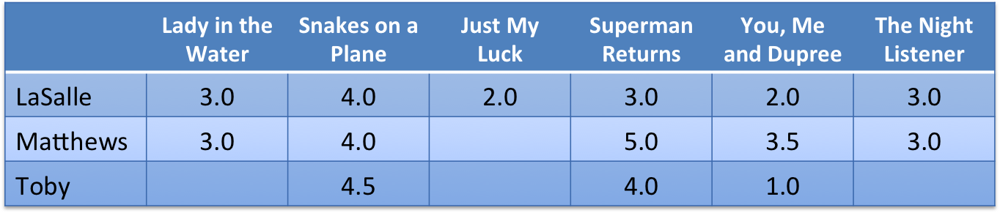 Lady in the Water Snakes on a Plane Just My Luck Superman Returns You, Me and Dupree The Night Listener
LaSalle 3.0 4.0 2.0 3.0 2.0 3.0
Matthews 3.0 4.0 5.0 3.5 3.0
Toby 4.5 4.0 1.0